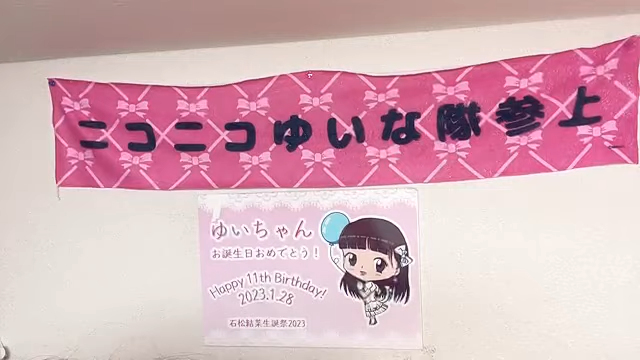 ニコニコゆいな隊参上
ゆいちゃん
お誕生日おめでとう！
Happy 11th Birthday!
2023.1.28
石松結菜生誕祭2023